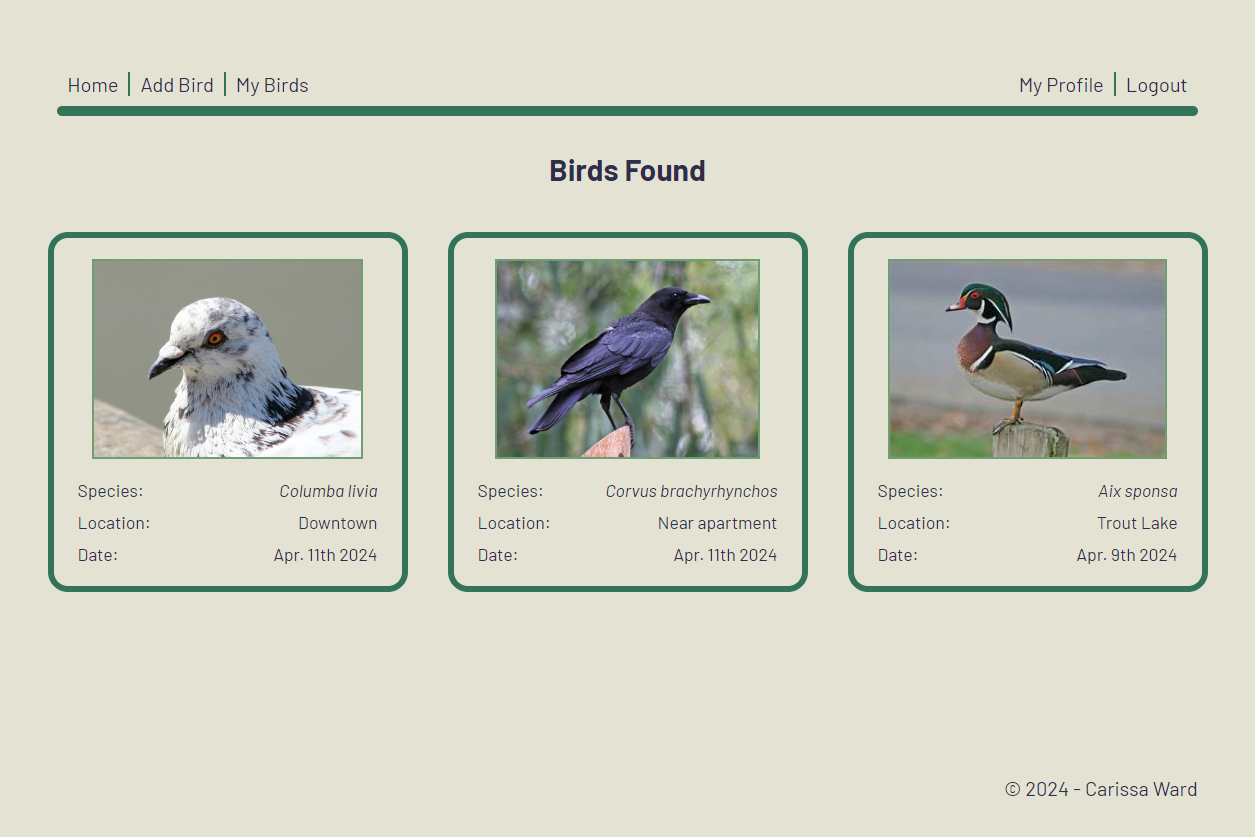 Home Add Bird My Birds My Profile Logout
Birds Found
Species: Columba livia
Location: Downtown
Date: Apr. 11th 2024
Species: Corvus brachyrhynchos
Location: Near apartment
Date: Apr. 11th 2024
Species: Aix sponsa
Location: Trout Lake
Date: Apr. 9th 2024
© 2024 - Carissa Ward